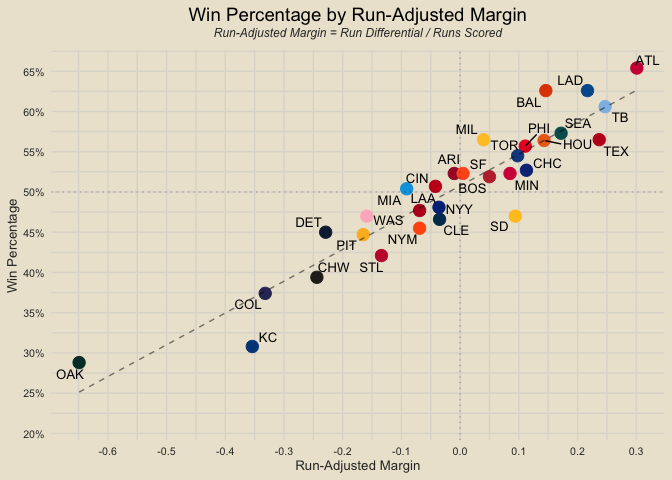 Win Percentage by Run-Adjusted Margin
Run-Adjusted Margin = Run Differential / Runs Scored
65%
60%
55%
50%
45%
40%
35%
30%
25%
20%
Win Percentage
ATL
LAD
BAL
TB
SEA
PHI
MIL
HOU
TOR
TEX
ARI
SF
CHC
CIN
BOS
MIN
MIA
LAA
NYY
WAS
DET
SD
CLE
NYM
PIT
CHW
STL
COL
KC
OAK
-0.6
-0.5
-0.4
-0.3
-0.2
-0.1
0.0
0.1
0.2
0.3
Run-Adjusted Margin